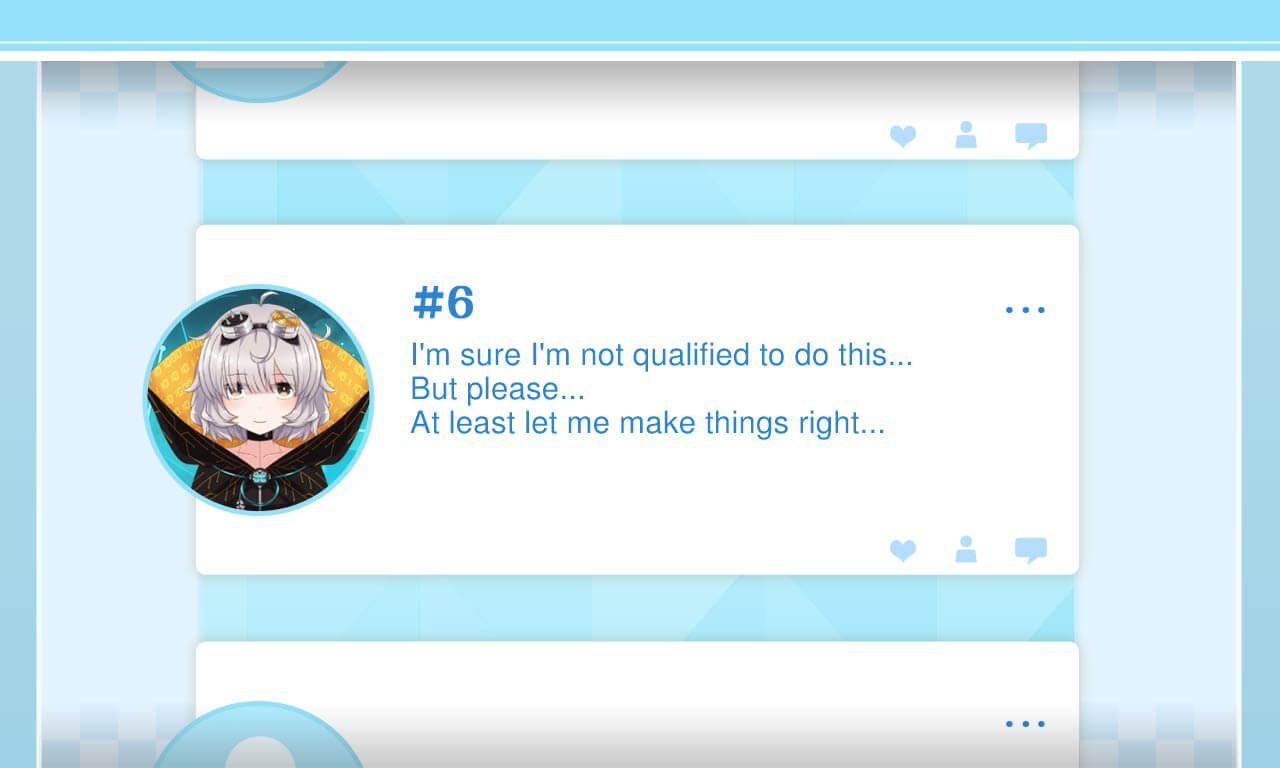 #6
...
I'm sure I'm not qualified to do this...
But please...
At least let me make things right...
...